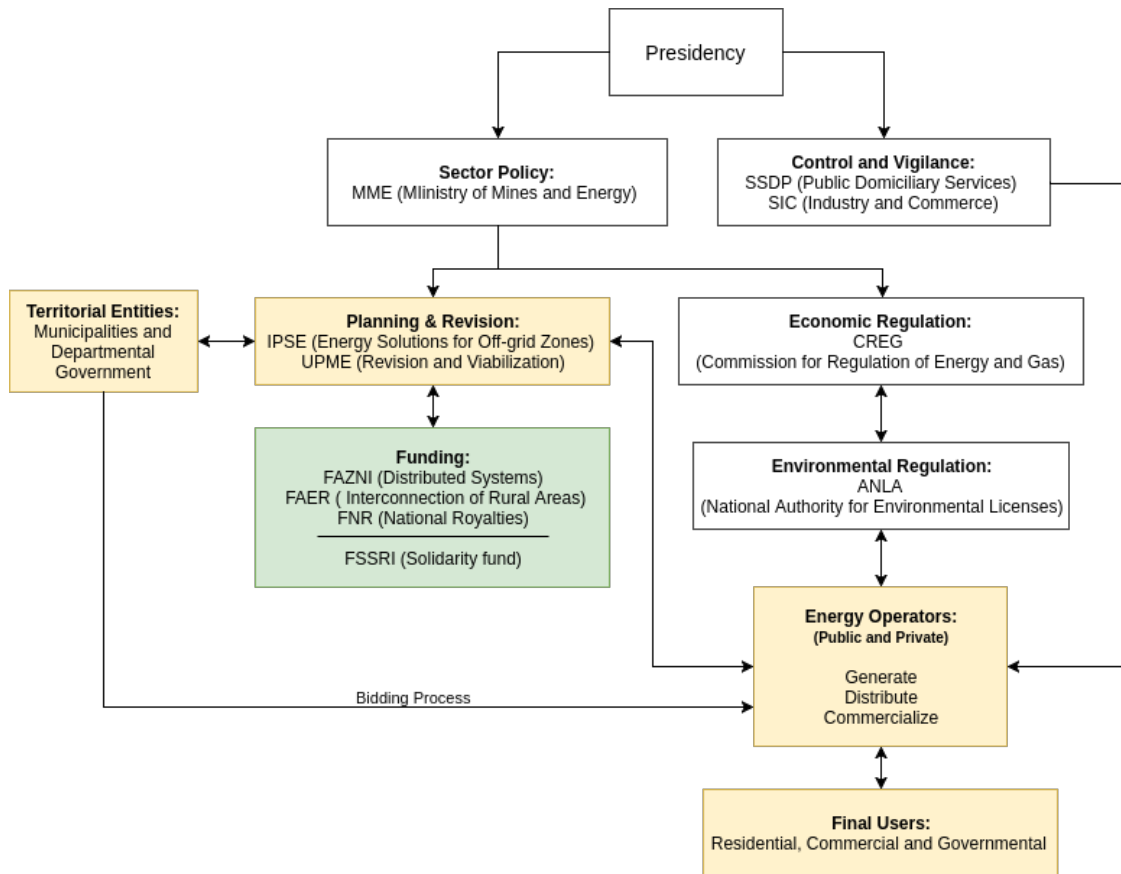 Presidency
Sector Policy:
MME (MIinistry of Mines and Energy)
Control and Vigilance:
SSDP (Public Domiciliary Services)
SIC (Industry and Commerce)
Territorial Entities:
Municipalities and
Departmental
Government
Planning & Revision:
IPSE (Energy Solutions for Off-grid Zones)
UPME (Revision and Viabilization)
Economic Regulation:
CREG
(Commission for Regulation of Energy and Gas)
Funding:
FAZNI (Distributed Systems)
FAER ( Interconnection of Rural Areas)
FNR (National Royalties)
FSSRI (Solidarity fund)
Environmental Regulation:
ANLA
(National Authority for Environmental Licenses)
Energy Operators:
(Public and Private)
Generate
Distribute
Commercialize
Bidding Process
Final Users:
Residential, Commercial and Governmental